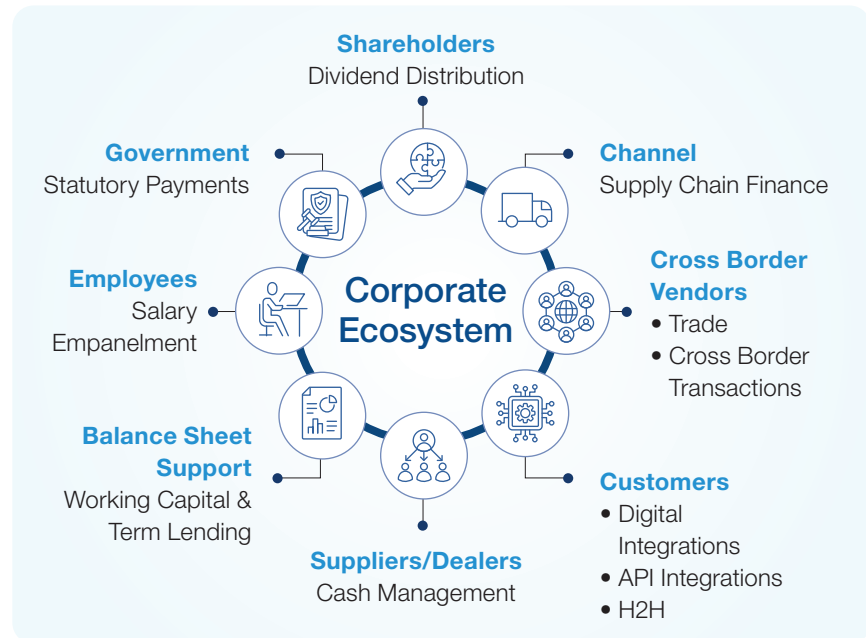 Shareholders
Dividend Distribution
Government
Statutory Payments
Channel
Supply Chain Finance
Employees
Salary
Empanelment
Corporate
Ecosystem
Cross Border
Vendors
• Trade
• Cross Border
Transactions
Balance Sheet
Support
Working Capital &
Term Lending
Suppliers/Dealers
Cash Management
Customers
• Digital
Integrations
• API Integrations
• H2H